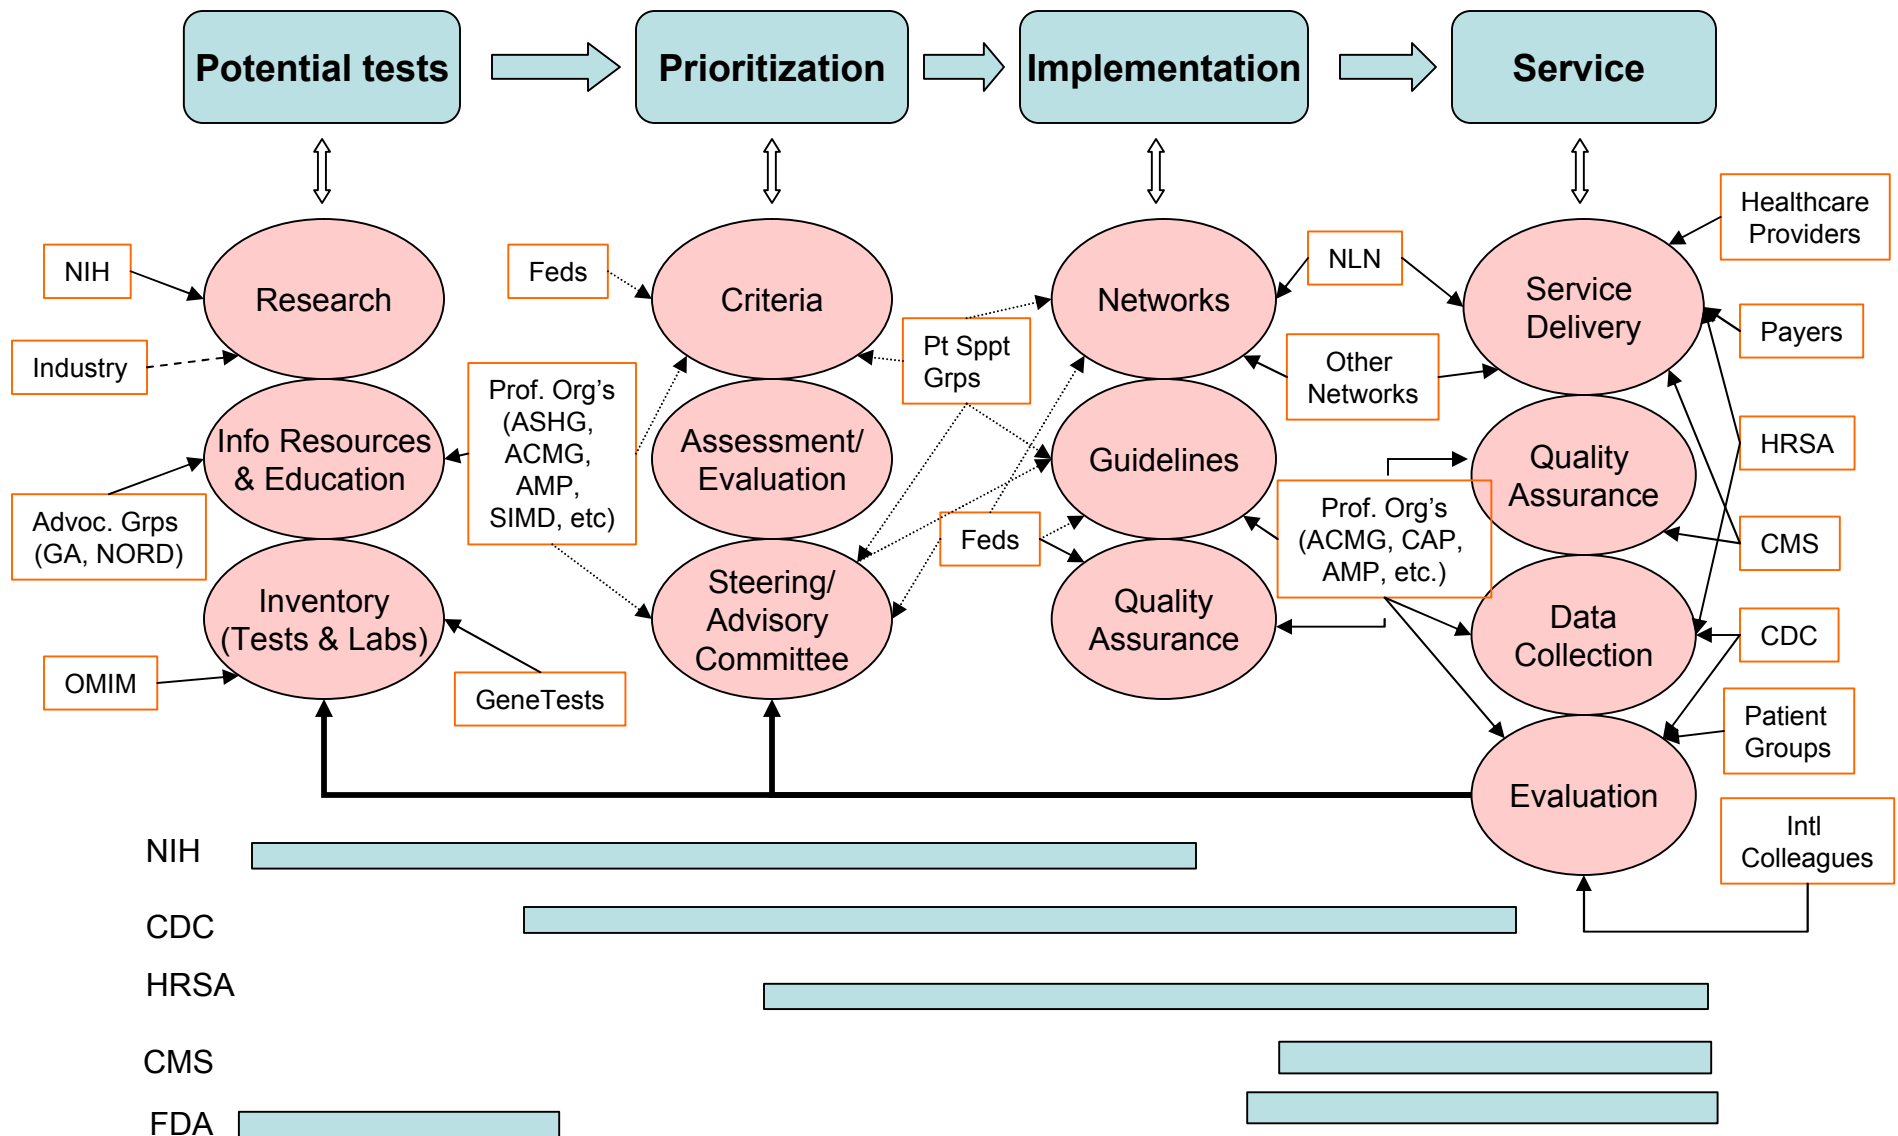 Potential tests
Prioritization
Implementation
Service
NIH
Industry
Advoc. Grps
(GA, NORD)
OMIM
Research
Info Resources
& Education
Inventory
(Tests & Labs)
GeneTests
Prof. Org’s
(ASHG,
ACMG,
AMP,
SIMD, etc)
Feds
Criteria
Assessment/
Evaluation
Steering/
Advisory
Committee
Pt Sppt
Grps
Feds
Networks
Guidelines
Quality
Assurance
NLN
Other
Networks
Prof. Org’s
(ACMG, CAP,
AMP, etc.)
Service
Delivery
Quality
Assurance
Data
Collection
Evaluation
Healthcare
Providers
Payers
HRSA
CMS
CDC
Patient
Groups
Intl
Colleagues
NIH
CDC
HRSA
CMS
FDA